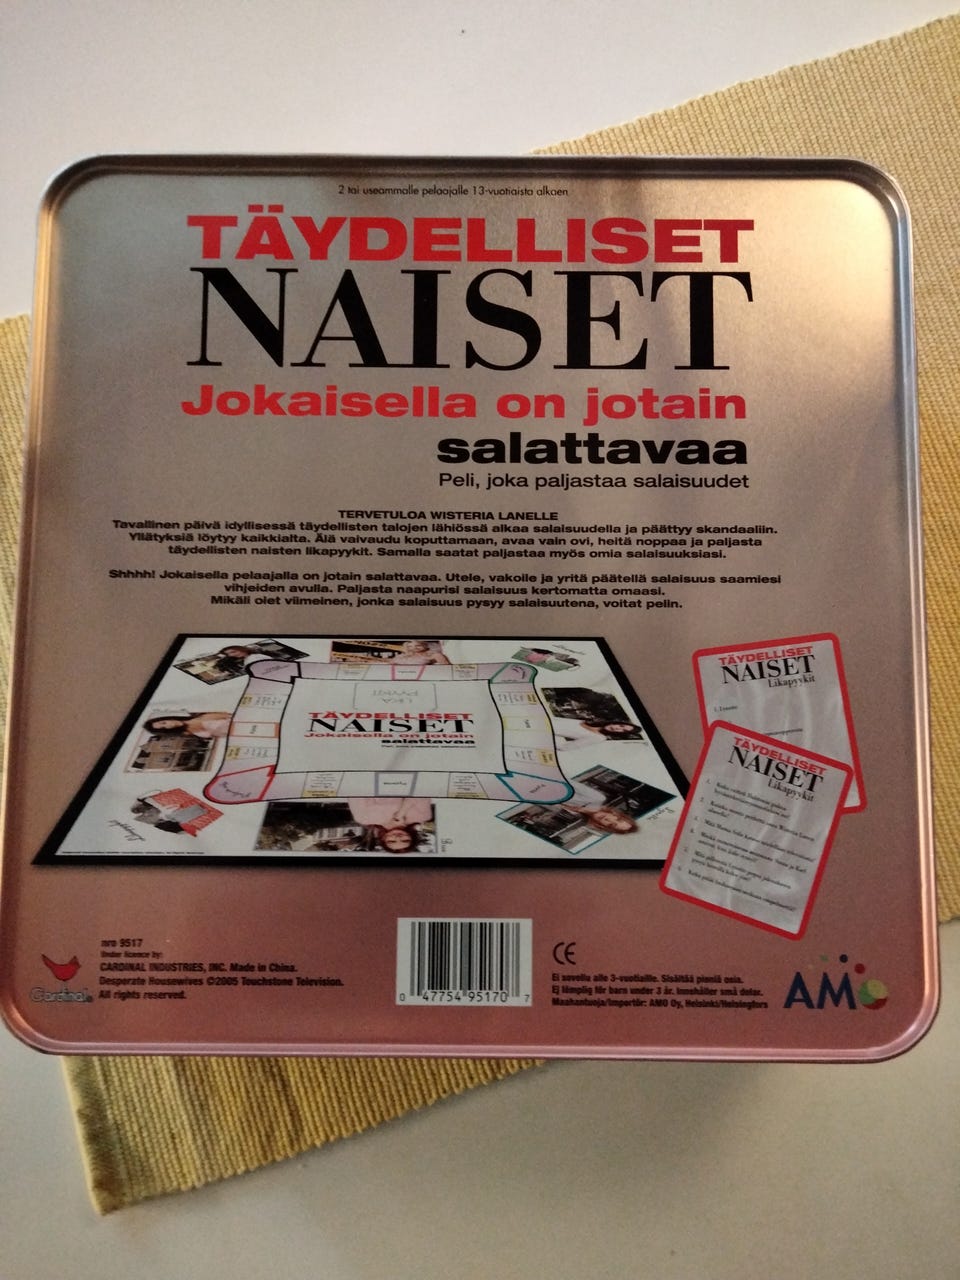 2 tai useammalle pelaajalle 13-vuotiaista alkaen
TÄYDELLISET
NAISET
Jokaisella on jotain
salattavaa
Peli, joka paljastaa salaisuudet
TERVETULOA WISTERIA LANELLE
Tavallinen päivä idyllisessä täydellisten talojen lähiössä alkaa salaisuudella ja päättyy skandaaliin.
Yllätyksiä löytyy kaikkialta. Älä vaivaudu koputtamaan, avaa vain ovi, heitä noppaa ja paljasta
täydellisten naisten likapyykit. Samalla saatat paljastaa myös omia salaisuuksiasi.
Shhhh! Jokaisella pelaajalla on jotain salattavaa. Utele, vakoile ja yritä päätellä salaisuus saamiesi
vihjeiden avulla. Paljasta naapurisi salaisuus kertomatta omaasi.
Mikäli olet viimeinen, jonka salaisuus pysyy salaisuutena, voitat pelin.
LIKA
PYYKIT
TÄYDELLISET
NAISET
Jokaisella on jotain
salattavaa
TÄYDELLISET
NAISET
Likapyykit
TÄYDELLISET
NAISET
Likapyykit
nro 9517
Under licence by:
CARDINAL INDUSTRIES, INC. Made in China.
Desperate Housewives ©2005 Touchstone Television.
All rights reserved.
Cardinal
0 47754 95170 7
CE
Ei sovellu alle 3-vuotiaille. Sisältää pieniä osia.
Ej lämplig för barn under 3 år. Innehåller små delar.
Maahantuoja/Importör: AMO Oy, Helsinki/Helsingfors
AMO